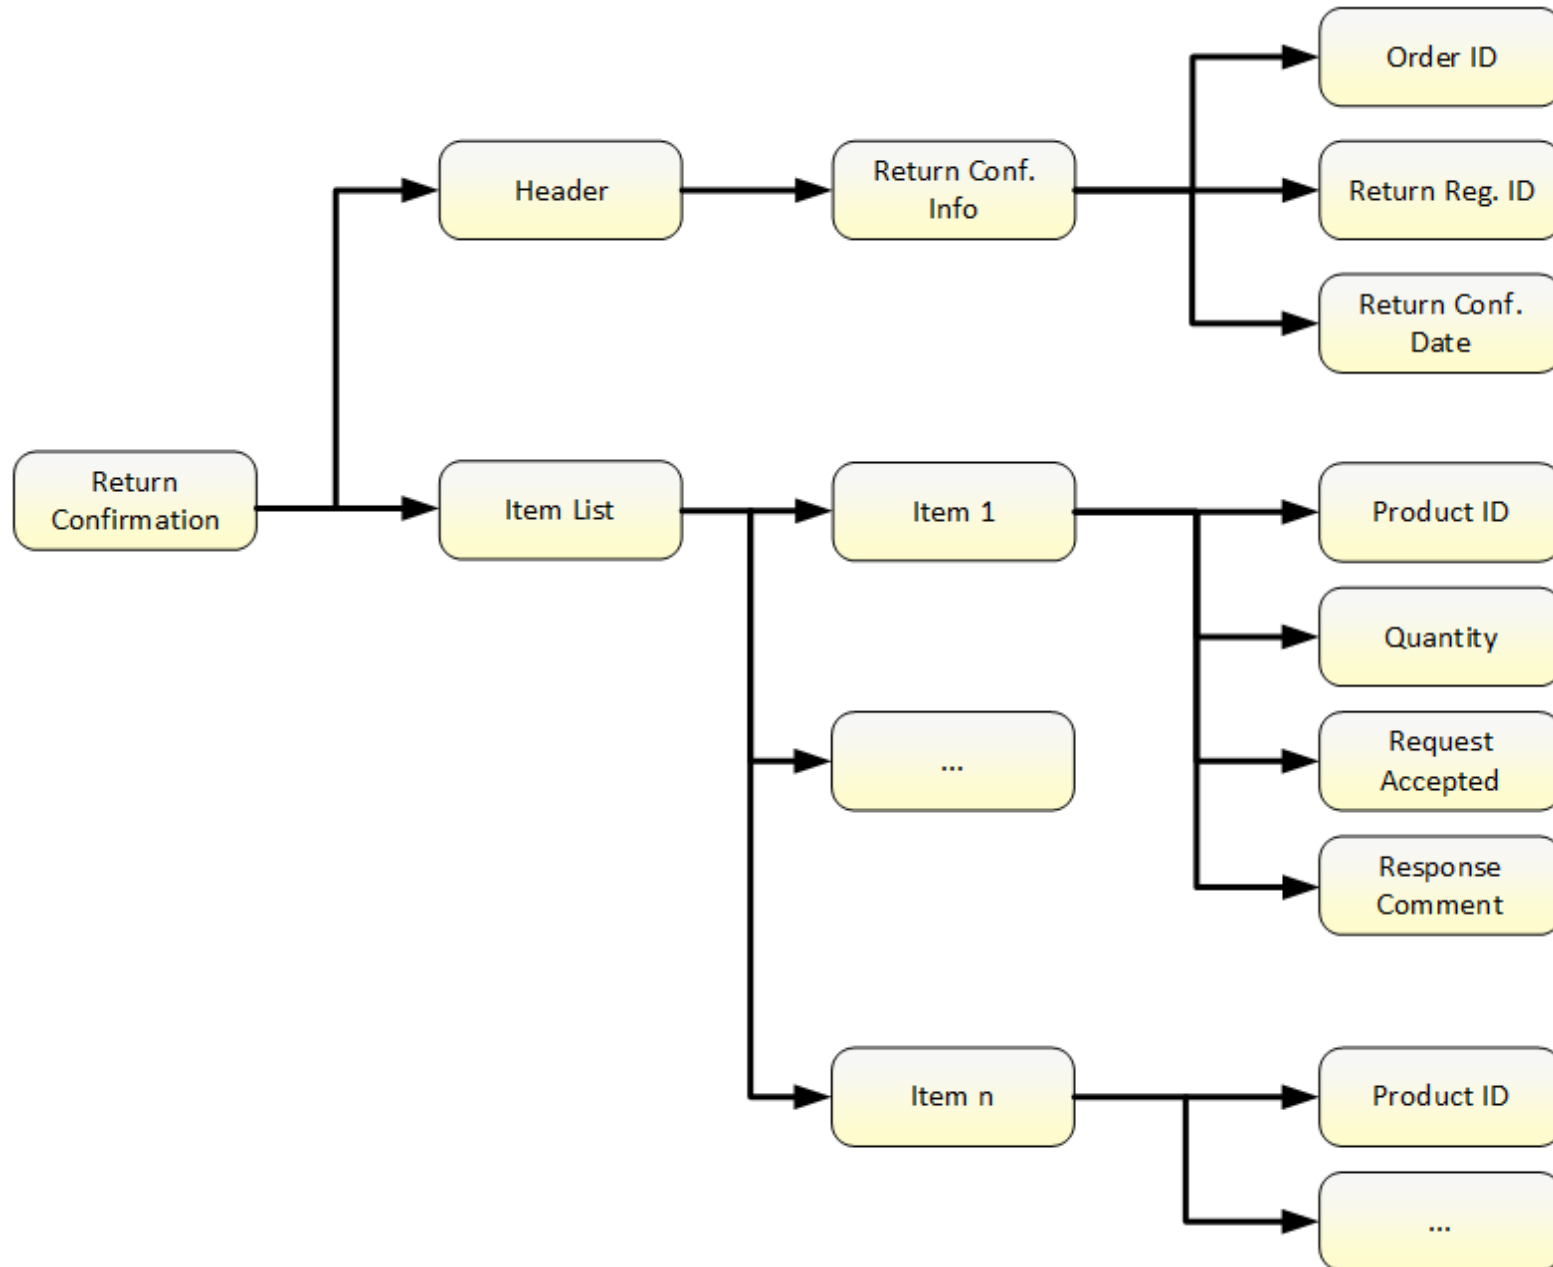 Order ID
Header
Return Conf.
Info
Return Reg. ID
Return Conf.
Date
Return
Confirmation
Item List
Item 1
Product ID
Quantity
...
Request
Accepted
Response
Comment
Item n
Product ID
...